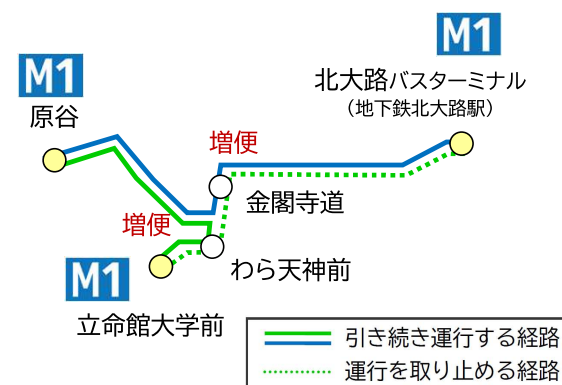 M1
北大路バスターミナル
（地下鉄北大路駅）
M1
原谷
増便
金閣寺道
増便
わら天神前
M1
立命館大学前
引き続き運行する経路
運行を取り止める経路